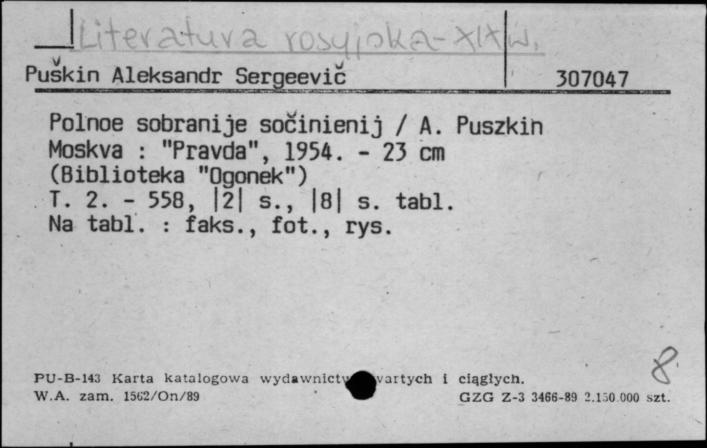 Literatura rosyjska - XIX w.
Puškin Aleksandr Sergeevič 307047
Polnoe sobranije sočinienij / A. Puszkin
Moskva : "Pravda", 1954. - 23 cm
(Biblioteka "Ogonek")
T. 2. - 558, |2| s., |8| s. tabl.
Na tabl. : faks., fot., rys.
8
PU-B-143 Karta katalogowa wydawnictw zwartych i ciągłych.
W.A. zam. 1562/On/89 GZG Z-3 3466-89 2.150.000 szt.